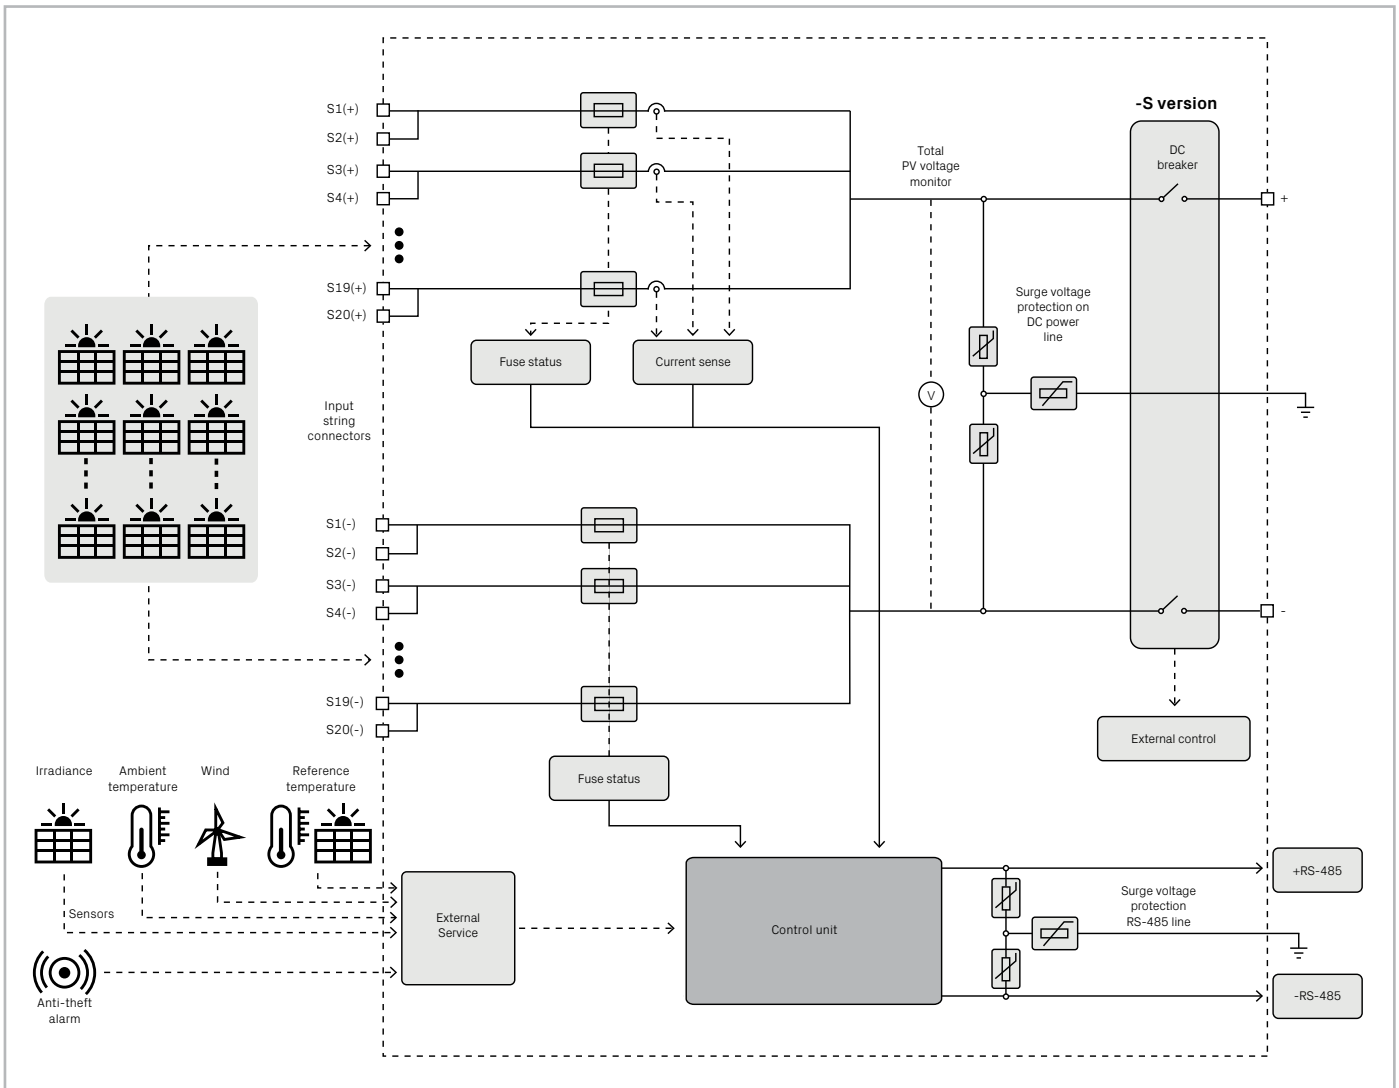 -S version
S1(+)
S2(+)
S3(+)
S4(+)
S19(+)
S20(+)
Total
PV voltage
monitor
DC
breaker
+
Surge voltage
protection on
DC power
line
Fuse status
Current sense
V
Input
string
connectors
S1(-)
S2(-)
S3(-)
S4(-)
S19(-)
S20(-)
-
External control
Fuse status
Irradiance
Ambient
temperature
Wind
Reference
temperature
Sensors
Anti-theft
alarm
External
Service
Control unit
Surge voltage
protection
RS-485 line
+RS-485
-RS-485